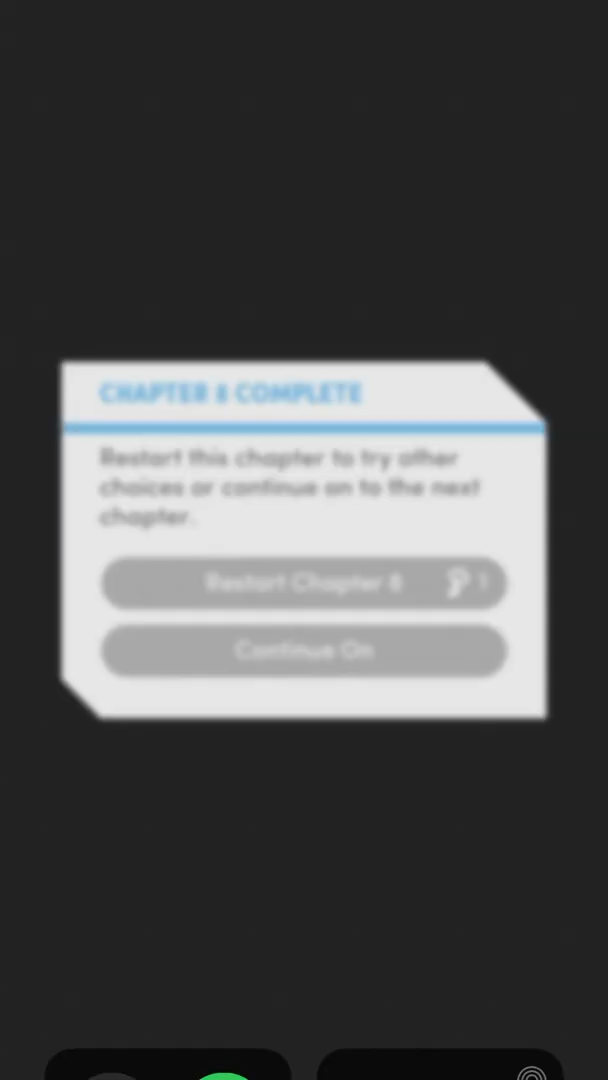 CHAPTER 8 COMPLETE
Restart this chapter to try other
choices or continue on to the next
chapter.
Restart Chapter 8 1
Continue On